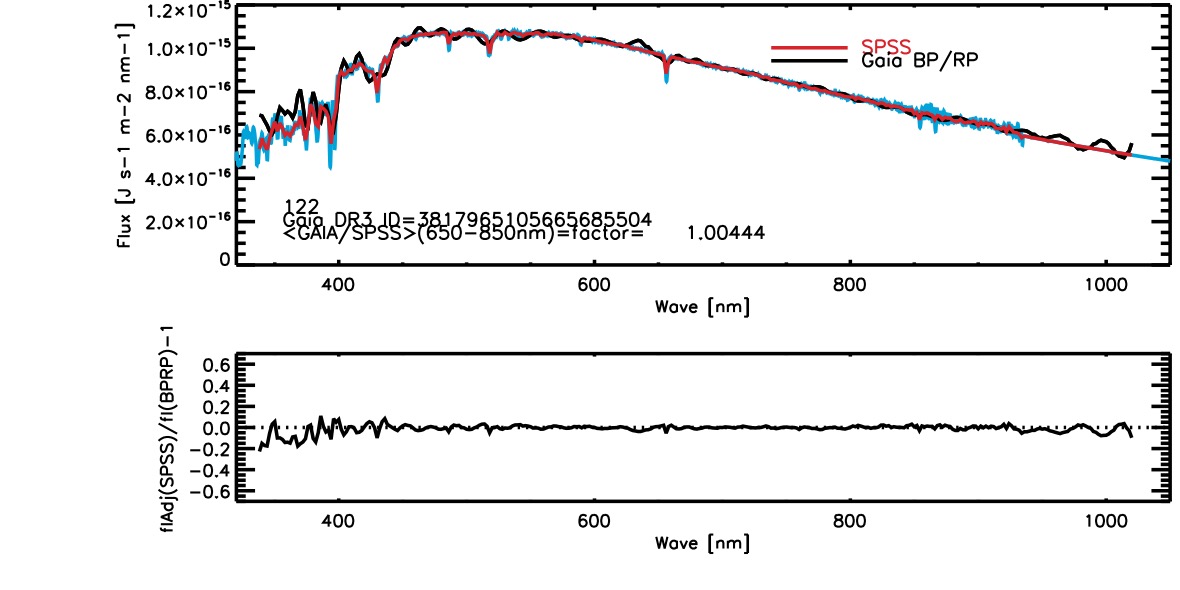 1.2×10−15
1.0×10−15
8.0×10−16
6.0×10−16
4.0×10−16
2.0×10−16
0
Flux [J s−1 m−2 nm−1]
SPSS
Gaia BP/RP
122
Gaia DR3 ID=3817965105665685504
<GAIA/SPSS>(650−850nm)=factor= 1.00444
400 600 800 1000
Wave [nm]
flAdj(SPSS)/fl(BPRP)−1
0.6
0.4
0.2
0.0
−0.2
−0.4
−0.6
400 600 800 1000
Wave [nm]